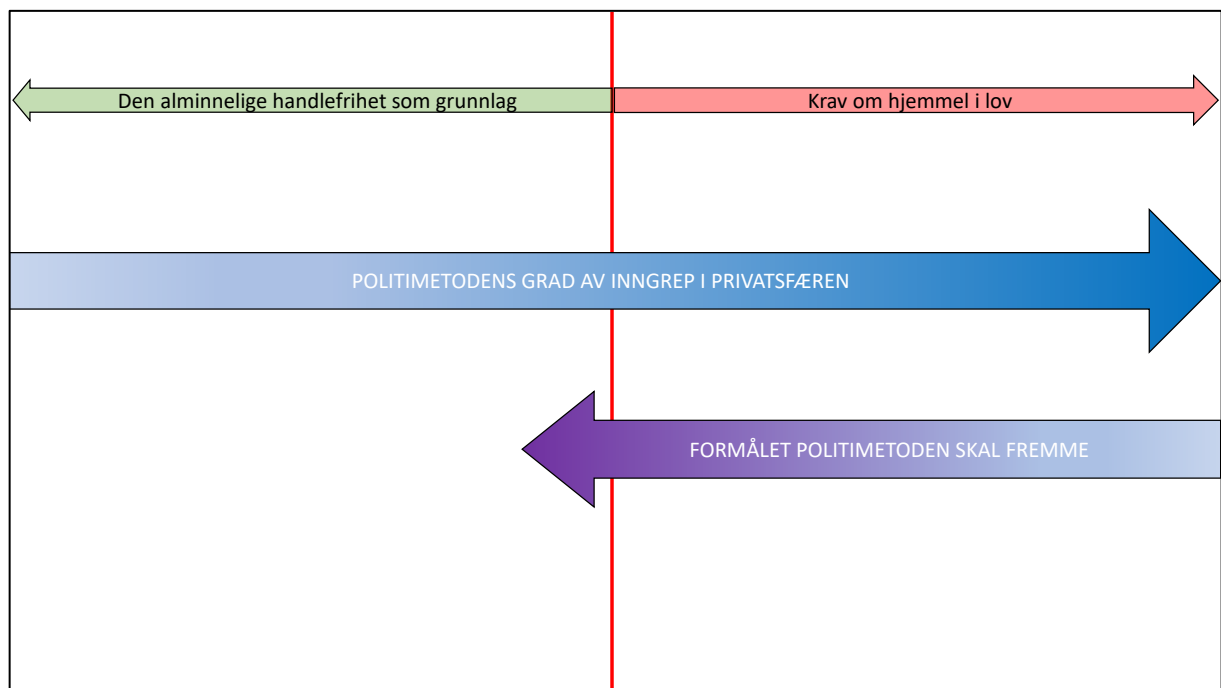 Den alminnelige handlefrihet som grunnlag
Krav om hjemmel i lov
POLITIMETODENS GRAD AV INNGREP I PRIVATSFÆREN
FORMÅLET POLITIMETODEN SKAL FREMME